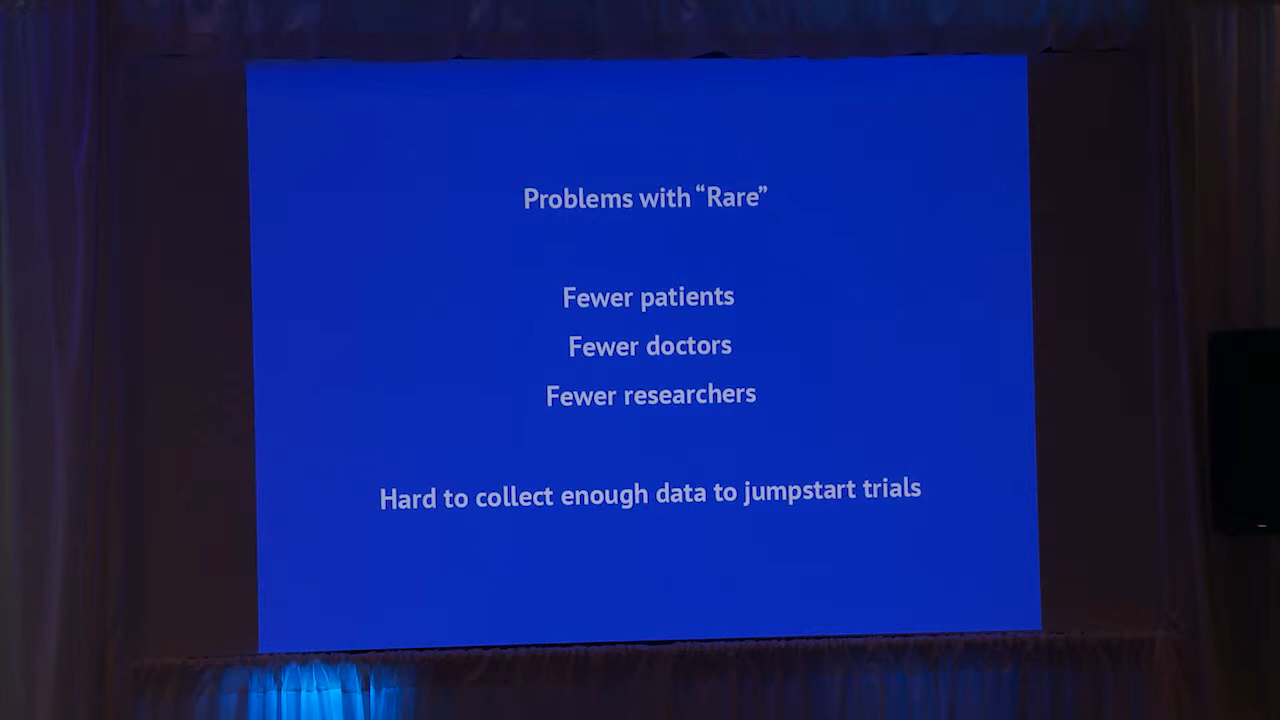 Problems with “Rare”
Fewer patients
Fewer doctors
Fewer researchers
Hard to collect enough data to jumpstart trials